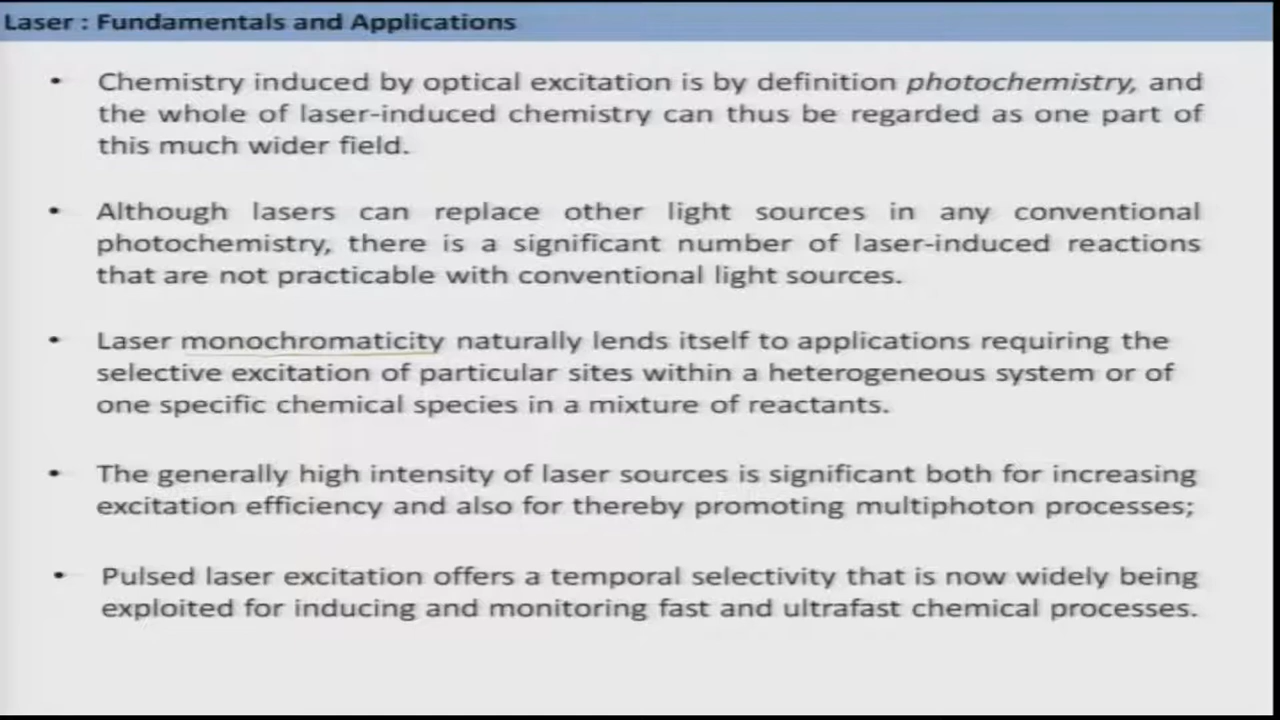 Laser : Fundamentals and Applications
• Chemistry induced by optical excitation is by definition photochemistry, and
the whole of laser-induced chemistry can thus be regarded as one part of
this much wider field.
• Although lasers can replace other light sources in any conventional
photochemistry, there is a significant number of laser-induced reactions
that are not practicable with conventional light sources.
• Laser monochromaticity naturally lends itself to applications requiring the
selective excitation of particular sites within a heterogeneous system or of
one specific chemical species in a mixture of reactants.
• The generally high intensity of laser sources is significant both for increasing
excitation efficiency and also for thereby promoting multiphoton processes;
• Pulsed laser excitation offers a temporal selectivity that is now widely being
exploited for inducing and monitoring fast and ultrafast chemical processes.